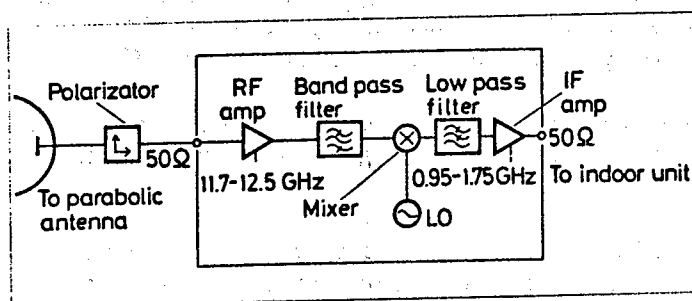 Polarizator
RF
amp
Band pass
filter
Low pass
filter
IF
amp
50Ω
50Ω
11.7-12.5 GHz
0.95-1.75GHz
To indoor unit
To parabolic
antenna
Mixer
LO